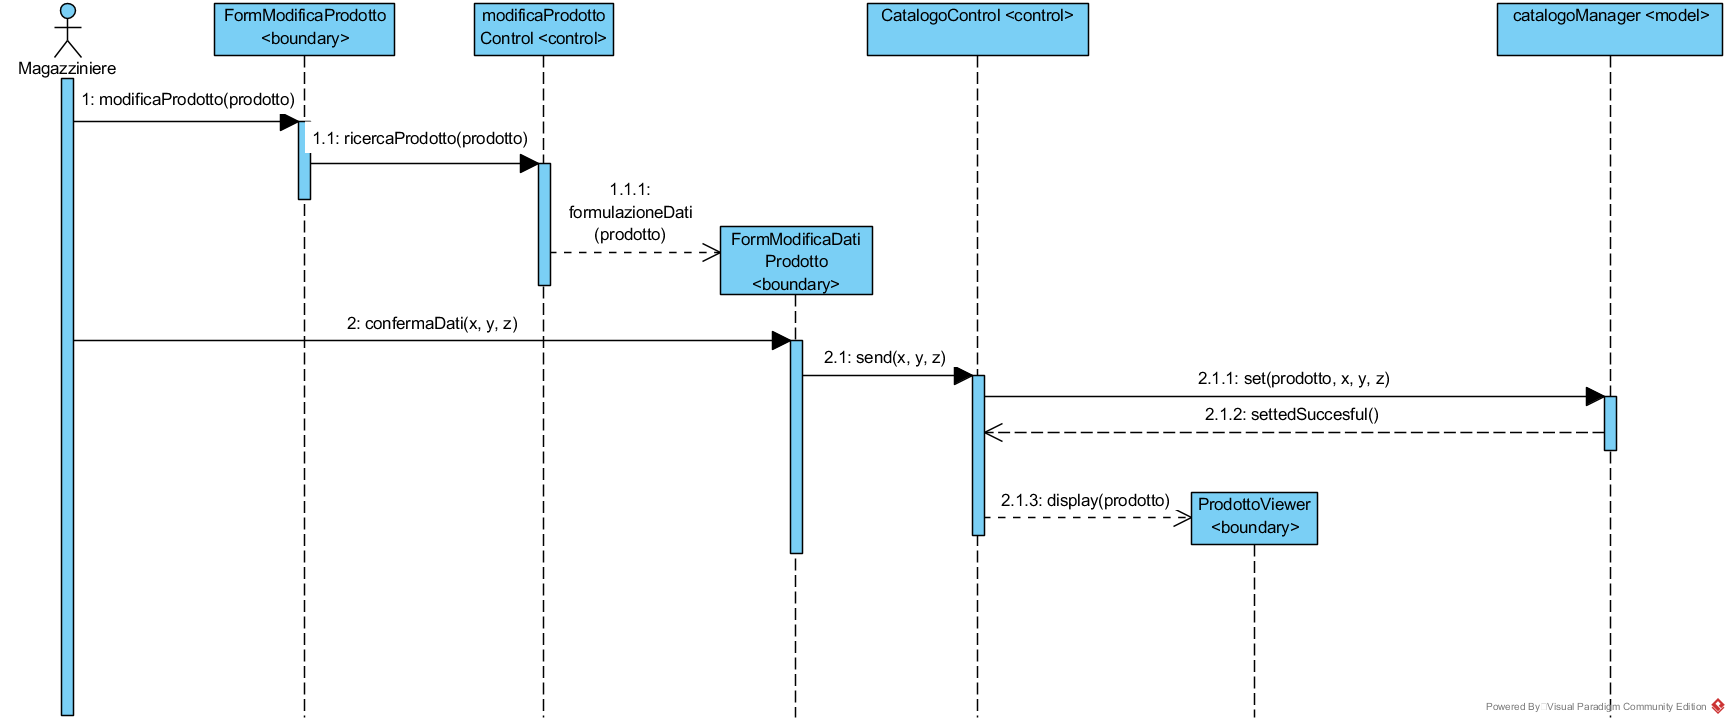 FormModificaProdotto
<boundary>
modificaProdotto
Control <control>
CatalogoControl <control>
catalogoManager <model>
Magazziniere
1: modificaProdotto(prodotto)
1.1: ricercaProdotto(prodotto)
1.1.1:
formulazioneDati
(prodotto)
FormModificaDati
Prodotto
<boundary>
2: confermaDati(x, y, z)
2.1: send(x, y, z)
2.1.1: set(prodotto, x, y, z)
2.1.2: settedSuccesful()
2.1.3: display(prodotto)
ProdottoViewer
<boundary>
Powered By Visual Paradigm Community Edition